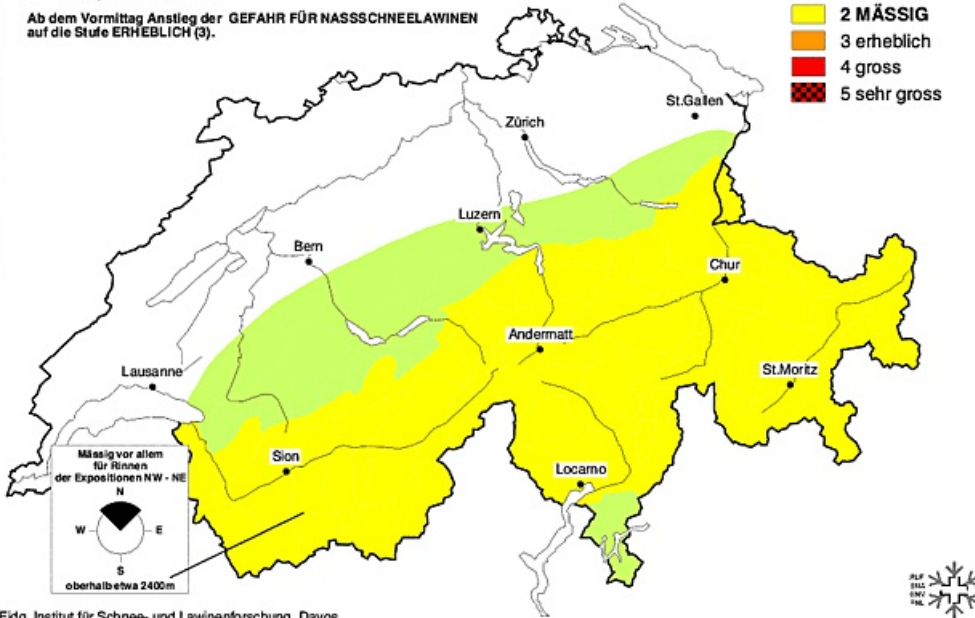 Ab dem Vormittag Anstieg der GEFAHR FÜR NASSSCHNEELAWINEN
auf die Stufe ERHEBLICH (3).
2 MÄSSIG
3 erheblich
4 gross
5 sehr gross
St.Gallen
Zürich
Luzern
Bern
Chur
Andermatt
Lausanne
St.Moritz
Sion
Locarno
Mässig vor allem
für Rinnen
der Expositionen NW - NE
N
W
E
S
oberhalb etwa 2400m
Eidg. Institut für Schnee- und Lawinenforschung, Davos